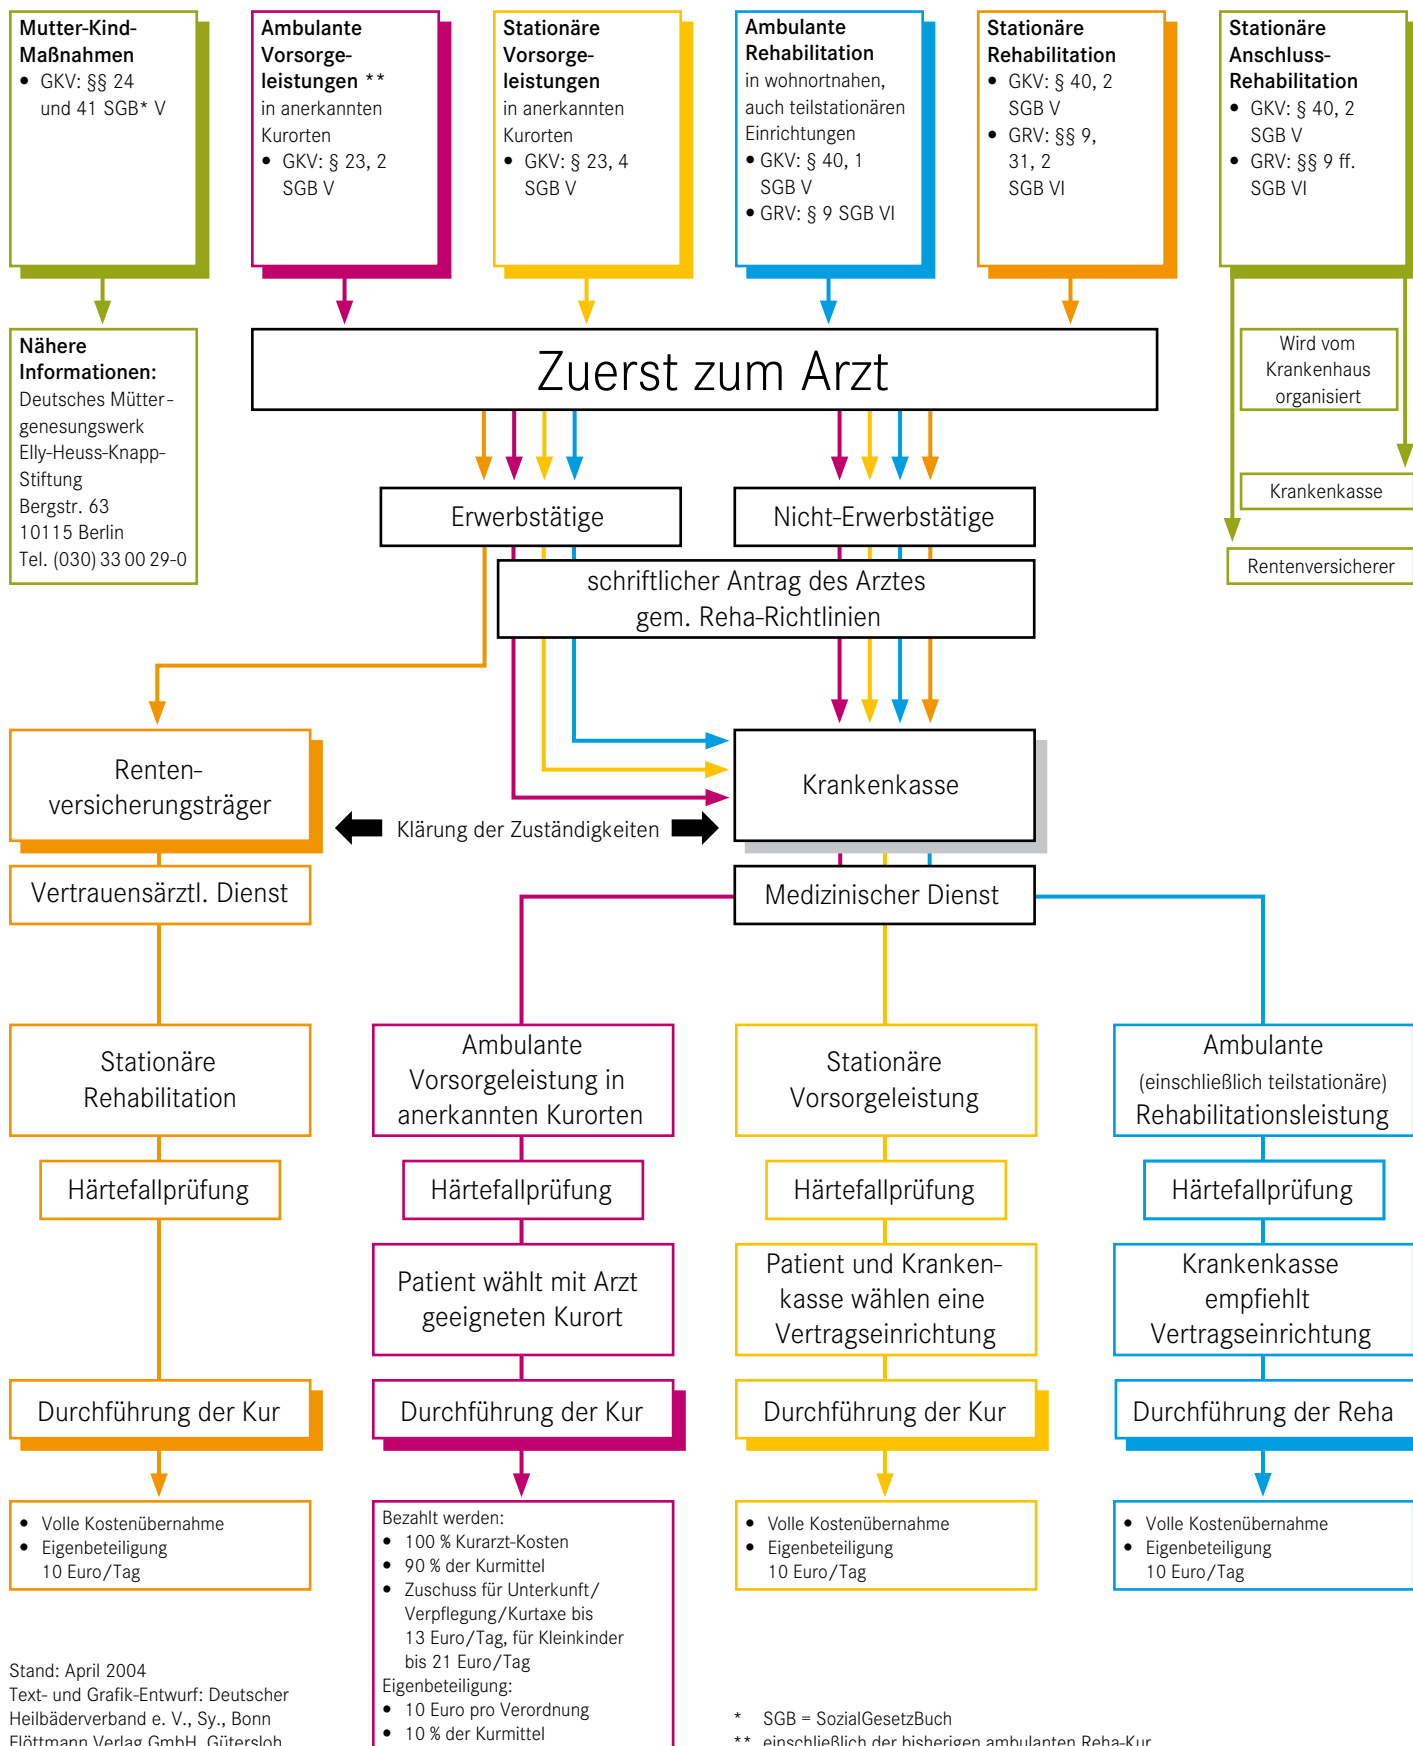 Mutter-Kind-
Maßnahmen
• GKV: §§ 24
und 41 SGB* V
Ambulante
Vorsorge-
leistungen **
in anerkannten
Kurorten
• GKV: § 23, 2
SGB V
Stationäre
Vorsorge-
leistungen
in anerkannten
Kurorten
• GKV: § 23, 4
SGB V
Ambulante
Rehabilitation
in wohnortnahen,
auch teilstationären
Einrichtungen
• GKV: § 40, 1
SGB V
• GRV: § 9 SGB VI
Stationäre
Rehabilitation
• GKV: § 40, 2
SGB V
• GRV: §§ 9,
31, 2
SGB VI
Stationäre
Anschluss-
Rehabilitation
• GKV: § 40, 2
SGB V
• GRV: §§ 9 ff.
SGB VI
Nähere
Informationen:
Deutsches Mütter-
genesungswerk
Elly-Heuss-Knapp-
Stiftung
Bergstr. 63
10115 Berlin
Tel. (030) 33 00 29-0
Zuerst zum Arzt
Wird vom
Krankenhaus
organisiert
Krankenkasse
Rentenversicherer
Erwerbstätige
Nicht-Erwerbstätige
schriftlicher Antrag des Arztes
gem. Reha-Richtlinien
Renten-
versicherungsträger
Klärung der Zuständigkeiten
Krankenkasse
Vertrauensärztl. Dienst
Medizinischer Dienst
Stationäre
Rehabilitation
Ambulante
Vorsorgeleistung in
anerkannten Kurorten
Stationäre
Vorsorgeleistung
Ambulante
(einschließlich teilstationäre)
Rehabilitationsleistung
Härtefallprüfung
Härtefallprüfung
Härtefallprüfung
Härtefallprüfung
Patient wählt mit Arzt
geeigneten Kurort
Patient und Kranken-
kasse wählen eine
Vertragseinrichtung
Krankenkasse
empfiehlt
Vertragseinrichtung
Durchführung der Kur
Durchführung der Kur
Durchführung der Kur
Durchführung der Reha
• Volle Kostenübernahme
• Eigenbeteiligung
10 Euro/Tag
Bezahlt werden:
• 100 % Kurarzt-Kosten
• 90 % der Kurmittel
• Zuschuss für Unterkunft/
Verpflegung/Kurtaxe bis
13 Euro/Tag, für Kleinkinder
bis 21 Euro/Tag
Eigenbeteiligung:
• 10 Euro pro Verordnung
• 10 % der Kurmittel
• Volle Kostenübernahme
• Eigenbeteiligung
10 Euro/Tag
• Volle Kostenübernahme
• Eigenbeteiligung
10 Euro/Tag
Stand: April 2004
Text- und Grafik-Entwurf: Deutscher
Heilbäderverband e. V., Sy., Bonn
Flöttmann Verlag GmbH, Gütersloh
* SGB = SozialGesetzBuch
** einschließlich der bisherigen ambulanten Reha-Kur